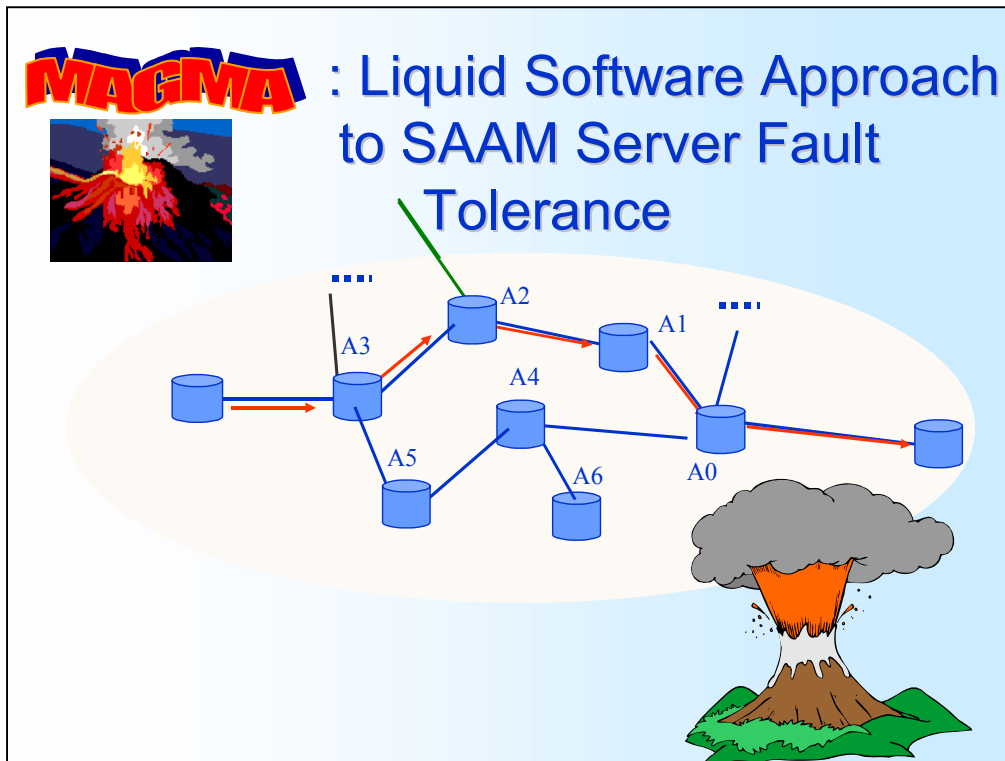 MAGMA : Liquid Software Approach
to SAAM Server Fault
Tolerance
A2
A1
A3
A4
A5
A6
A0